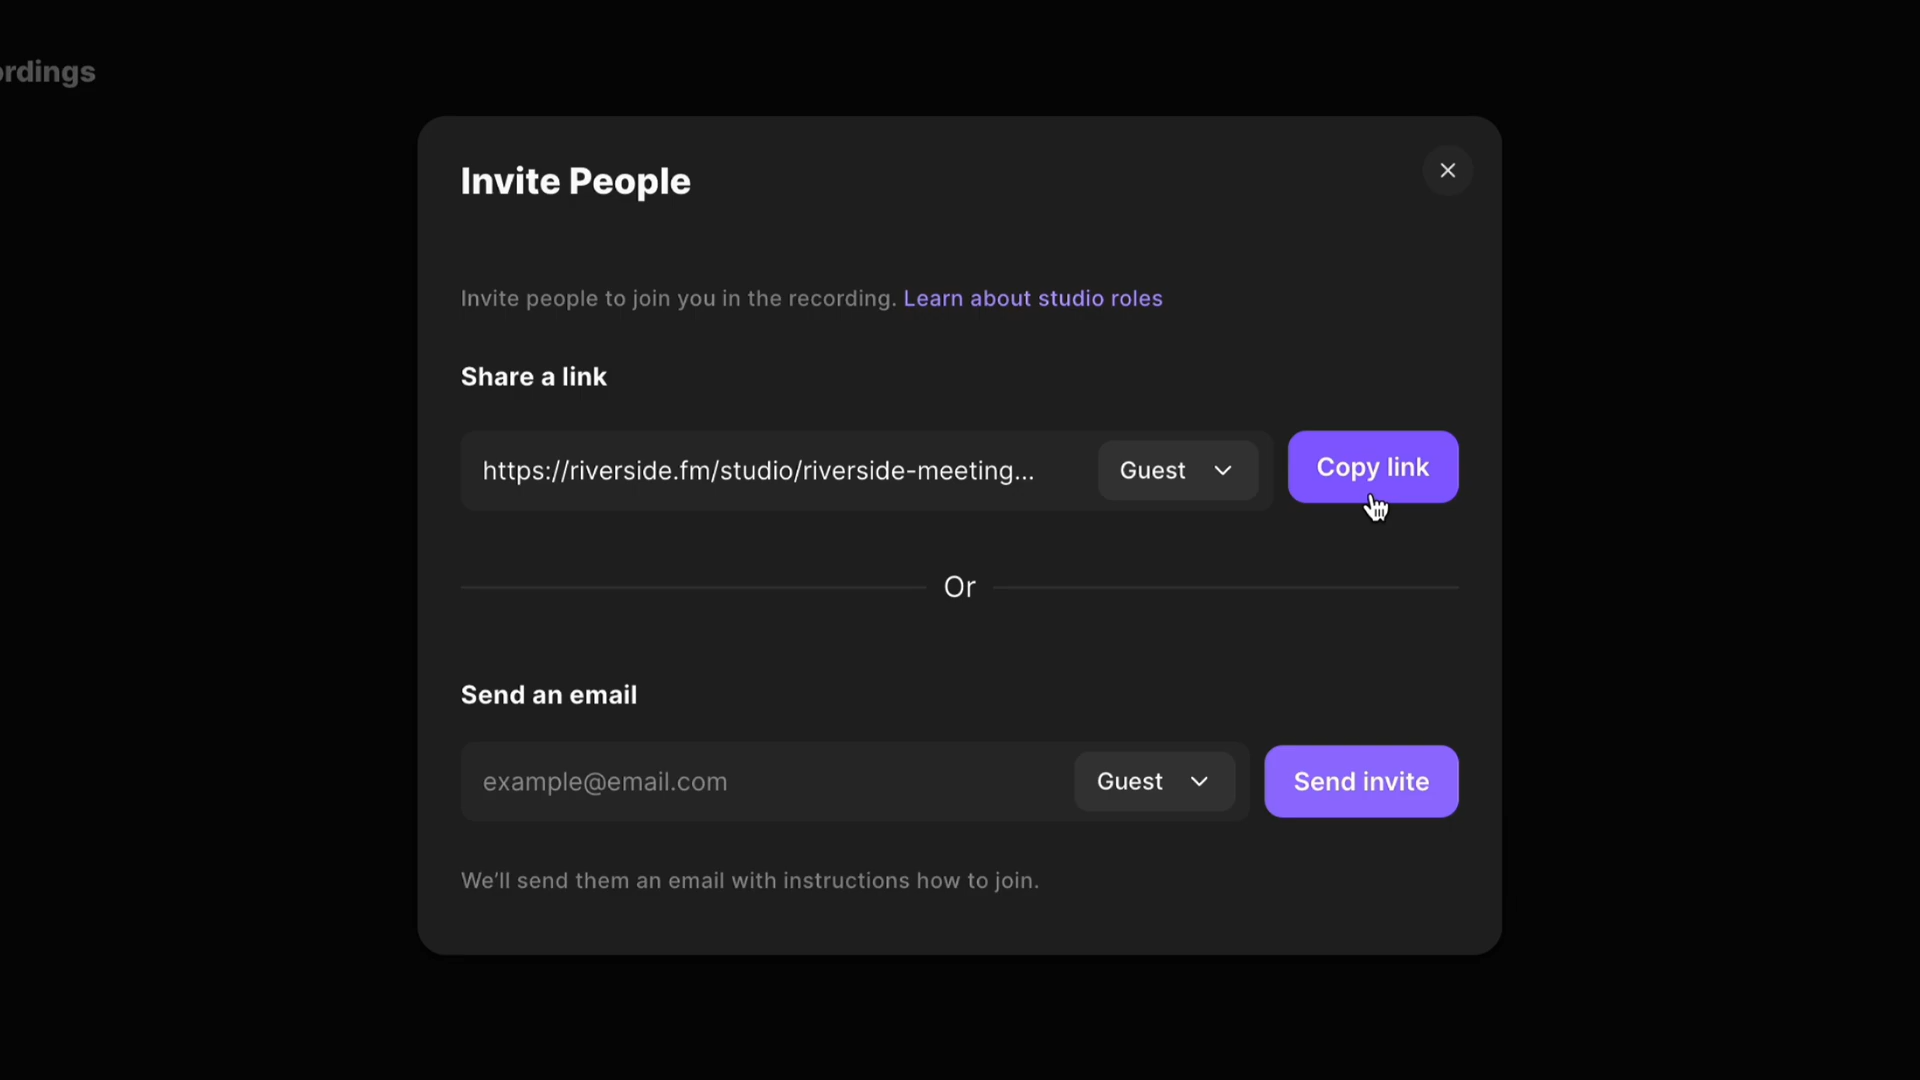 ordings
Invite People
Invite people to join you in the recording. Learn about studio roles
Share a link
https://riverside.fm/studio/riverside-meeting... Guest Copy link
Or
Send an email
example@email.com Guest Send invite
We'll send them an email with instructions how to join.